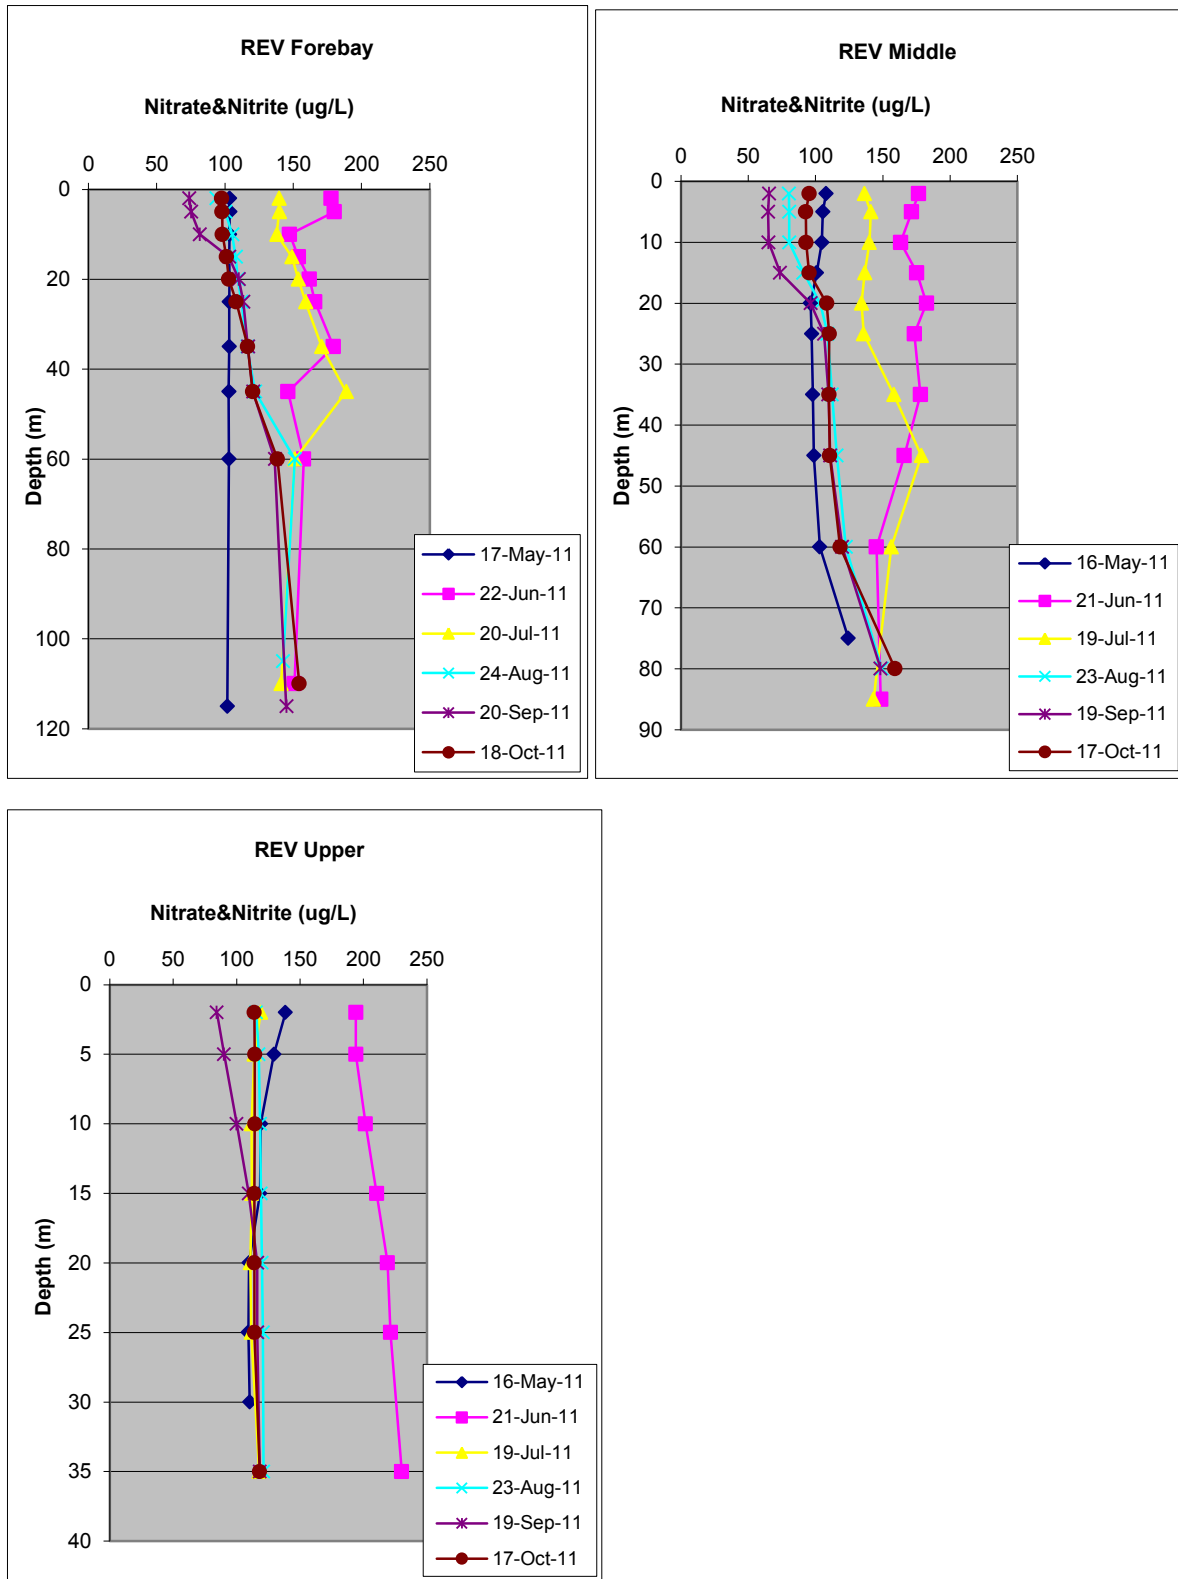 REV Forebay
Nitrate&Nitrite (ug/L)
0 50 100 150 200 250
0
20
40
60
80
100
120
Depth (m)
17-May-11
22-Jun-11
20-Jul-11
24-Aug-11
20-Sep-11
18-Oct-11
REV Middle
Nitrate&Nitrite (ug/L)
0 50 100 150 200 250
0
10
20
30
40
50
60
70
80
90
Depth (m)
16-May-11
21-Jun-11
19-Jul-11
23-Aug-11
19-Sep-11
17-Oct-11
REV Upper
Nitrate&Nitrite (ug/L)
0 50 100 150 200 250
0
5
10
15
20
25
30
35
40
Depth (m)
16-May-11
21-Jun-11
19-Jul-11
23-Aug-11
19-Sep-11
17-Oct-11